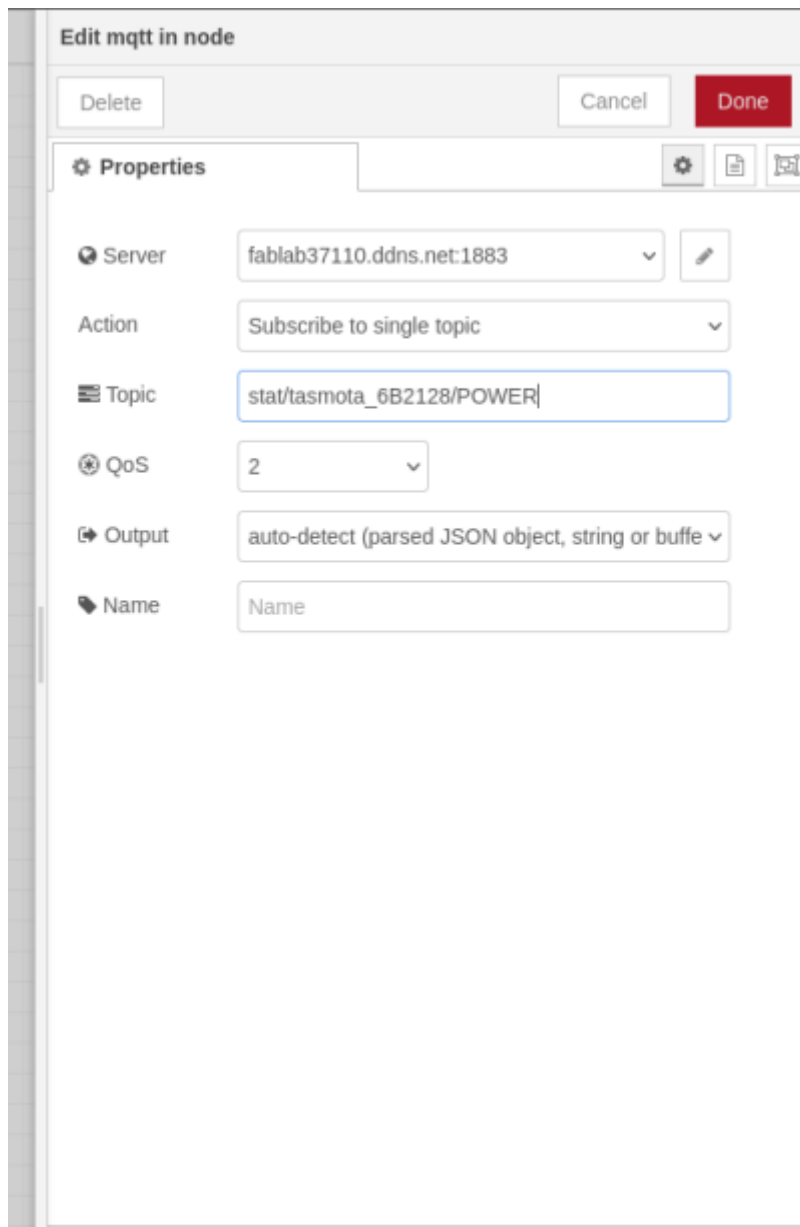 Edit mqtt in node
Delete
Cancel
Done
Properties
Server
fablab37110.ddns.net:1883
Action
Subscribe to single topic
Topic
stat/tasmota_6B2128/POWER
QoS
2
Output
auto-detect (parsed JSON object, string or buffe
Name
Name